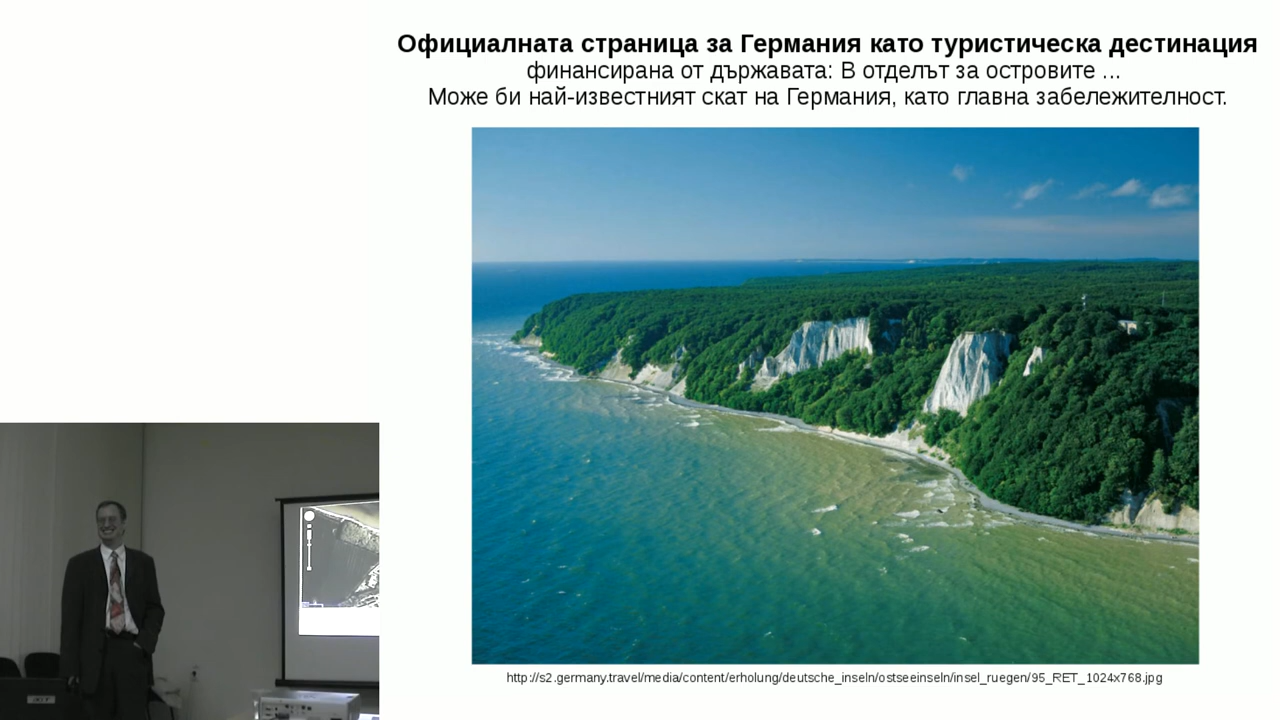 Официалната страница за Германия като туристическа дестинация
финансирана от държавата: В отделът за островите ...
Може би най-известният скат на Германия, като главна забележителност.
http://s2.germany.travel/media/content/erholung/deutsche_inseln/ostseeinseln/insel_ruegen/95_RET_1024x768.jpg
acer